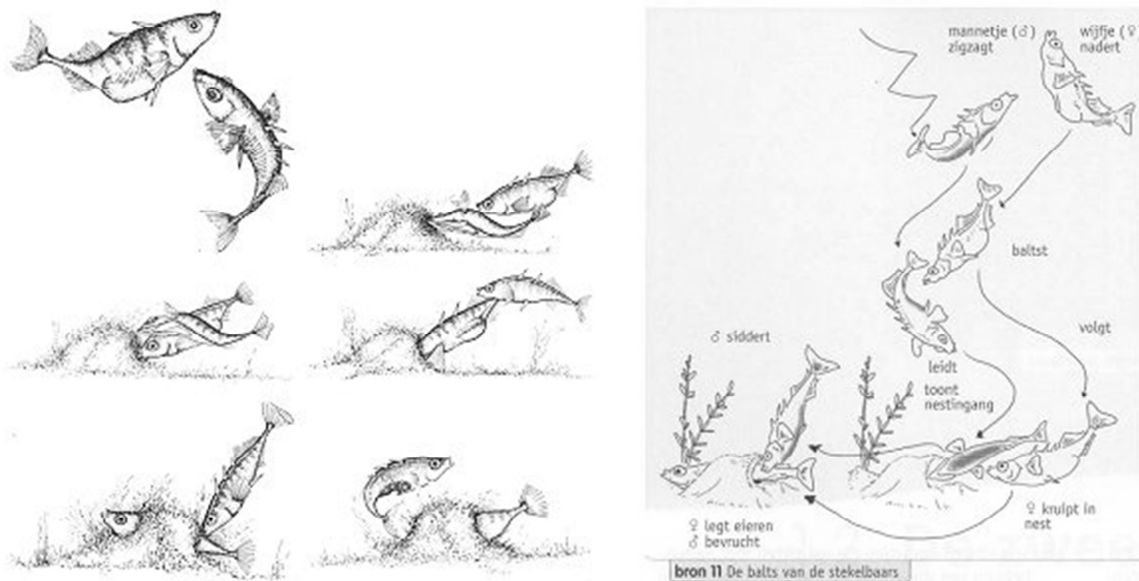 mannetje (♂)
zigzagt
wijfje (♀)
nadert
baltst
volgt
♂ siddert
leidt
toont
nestingang
♀ kruipt in
nest
♀ legt eieren
♂ bevrucht
bron 11 De balts van de stekelbaars